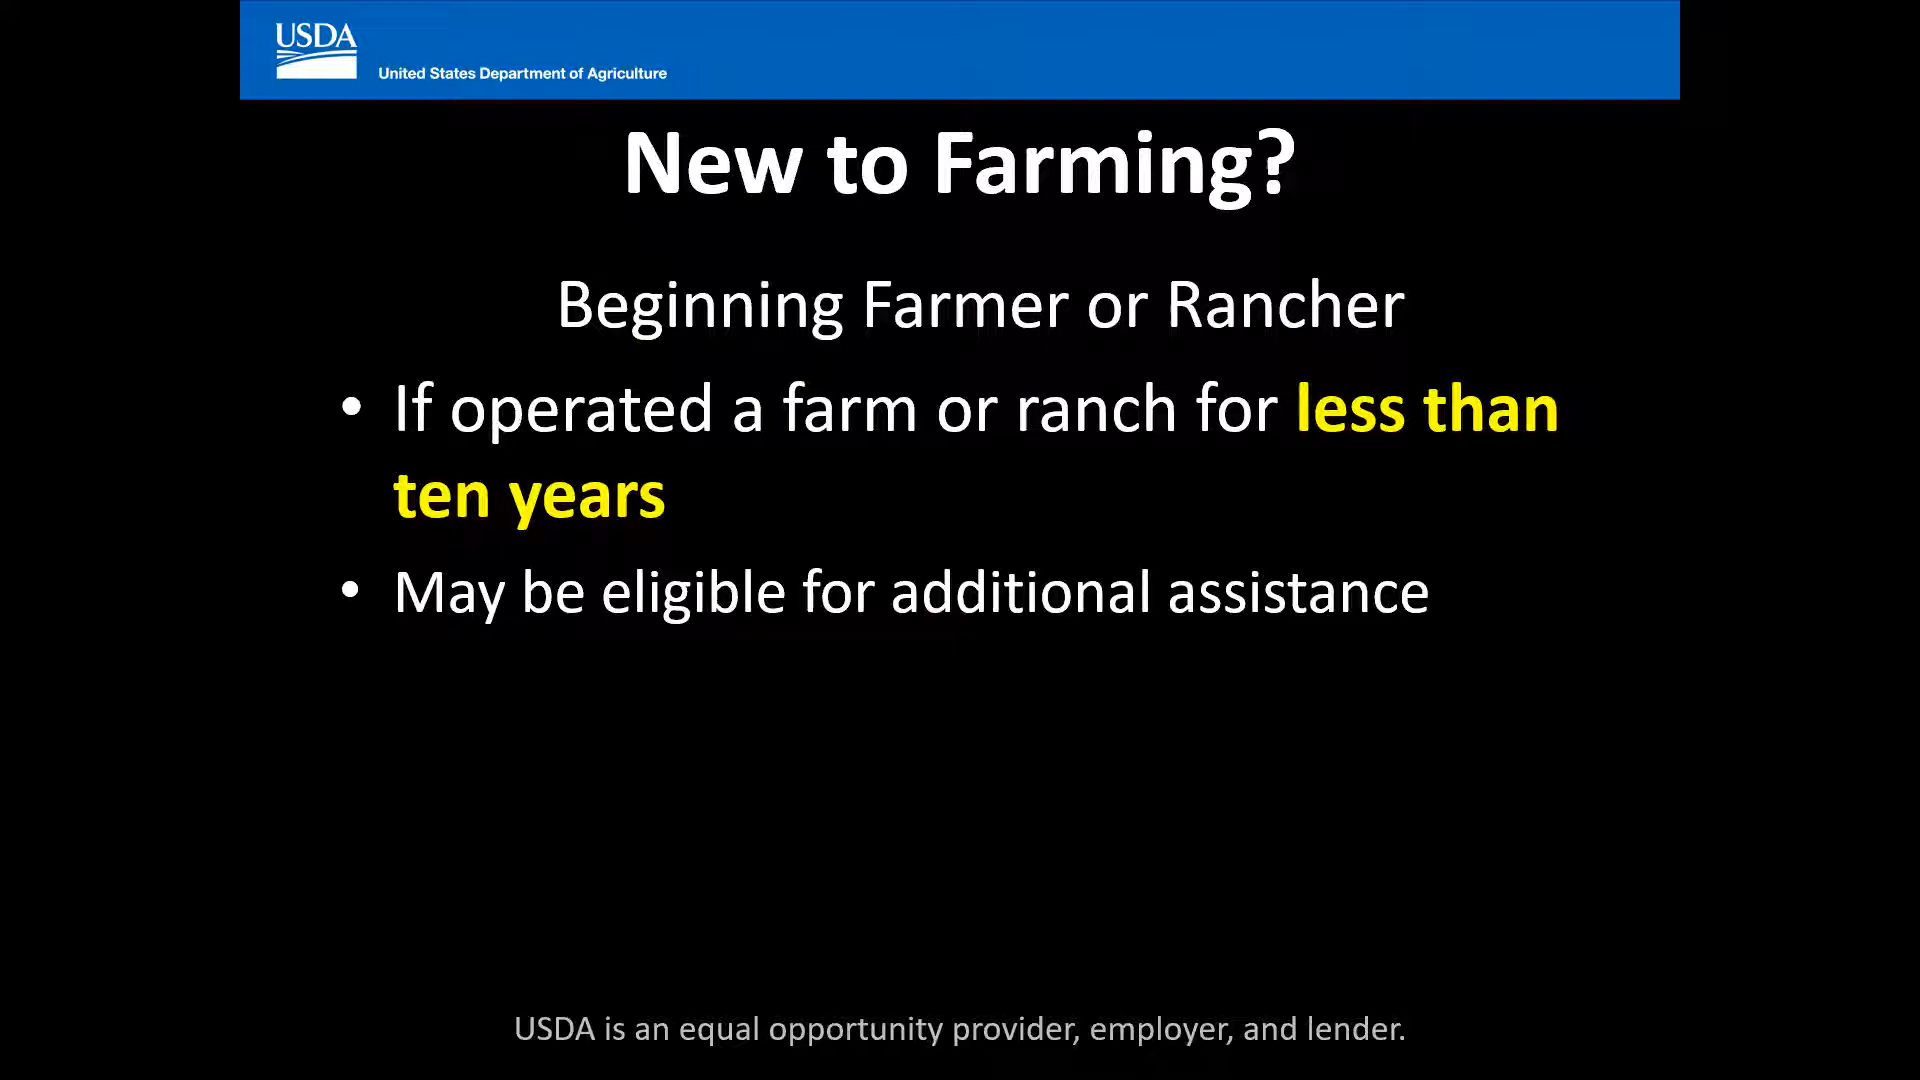 USDA
United States Department of Agriculture
New to Farming?
Beginning Farmer or Rancher
• If operated a farm or ranch for less than
ten years
• May be eligible for additional assistance
USDA is an equal opportunity provider, employer, and lender.